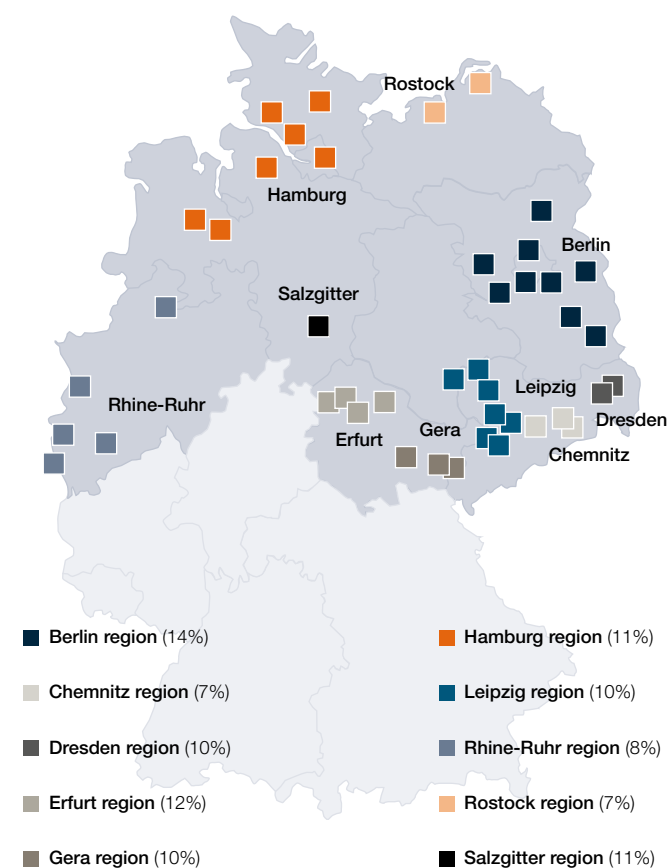 Rostock
Hamburg
Berlin
Salzgitter
Leipzig
Rhine-Ruhr
Dresden
Gera
Erfurt
Chemnitz
Berlin region (14%)
Chemnitz region (7%)
Dresden region (10%)
Erfurt region (12%)
Gera region (10%)
Hamburg region (11%)
Leipzig region (10%)
Rhine-Ruhr region (8%)
Rostock region (7%)
Salzgitter region (11%)